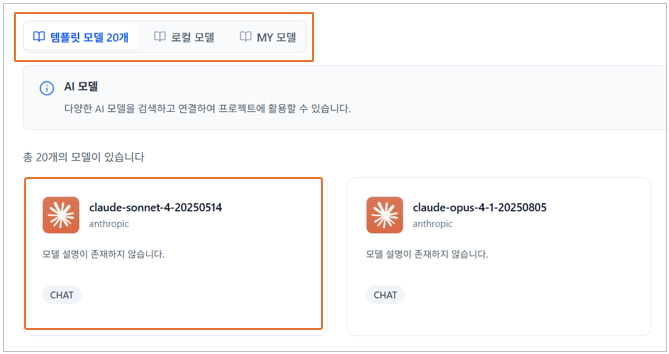 템플릿 모델 20개 로컬 모델 MY 모델
AI 모델
다양한 AI 모델을 검색하고 연결하여 프로젝트에 활용할 수 있습니다.
총 20개의 모델이 있습니다
claude-sonnet-4-20250514
anthropic
모델 설명이 존재하지 않습니다.
CHAT
claude-opus-4-1-20250805
anthropic
모델 설명이 존재하지 않습니다.
CHAT